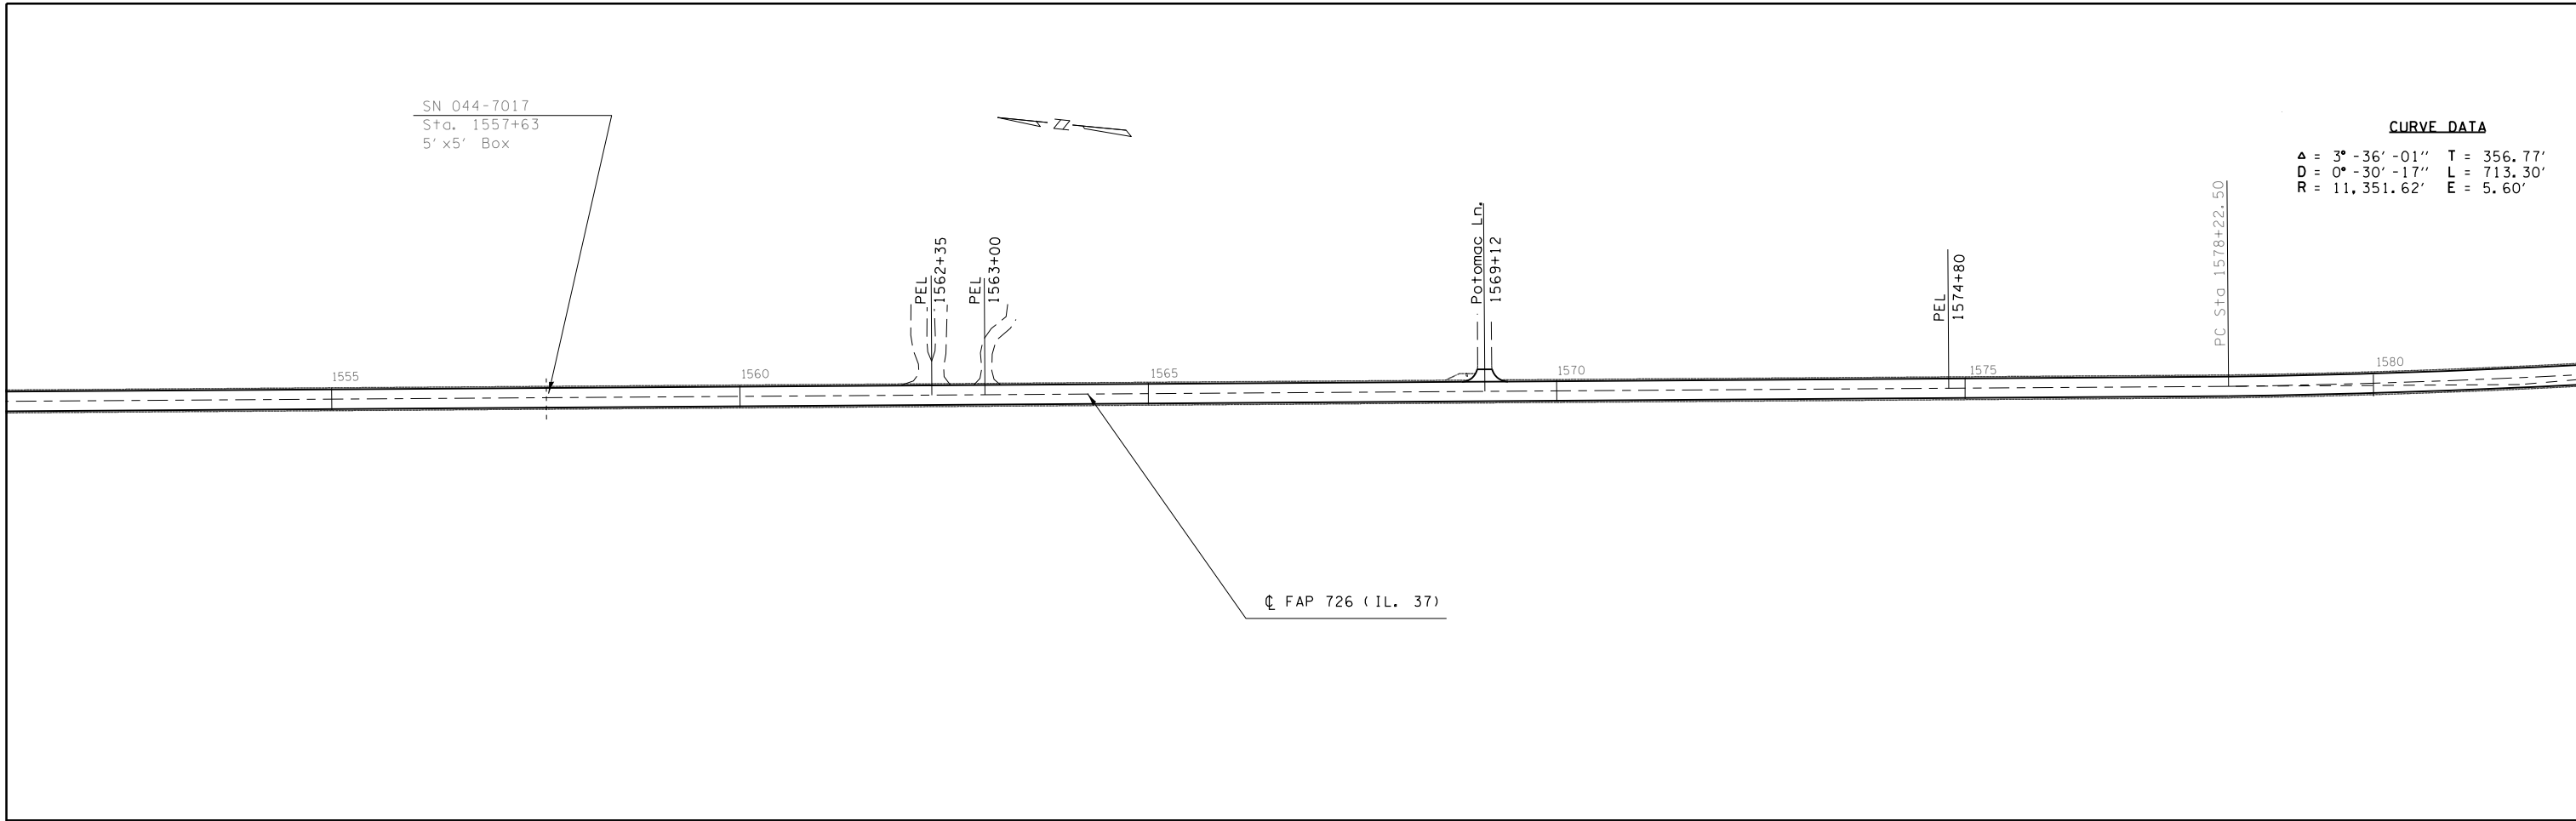 SN 044-7017
Sta. 1557+63
5'x5' Box
N
CURVE DATA
Δ = 3°-36'-01" T = 356.77'
D = 0°-30'-17" L = 713.30'
R = 11,351.62' E = 5.60'
PEL
1562+35
PEL
1563+00
Potomac Ln.
1569+12
PEL
1574+80
PC Sta 1578+22.50
1555
1560
1565
1570
1575
1580
℄ FAP 726 (IL. 37)